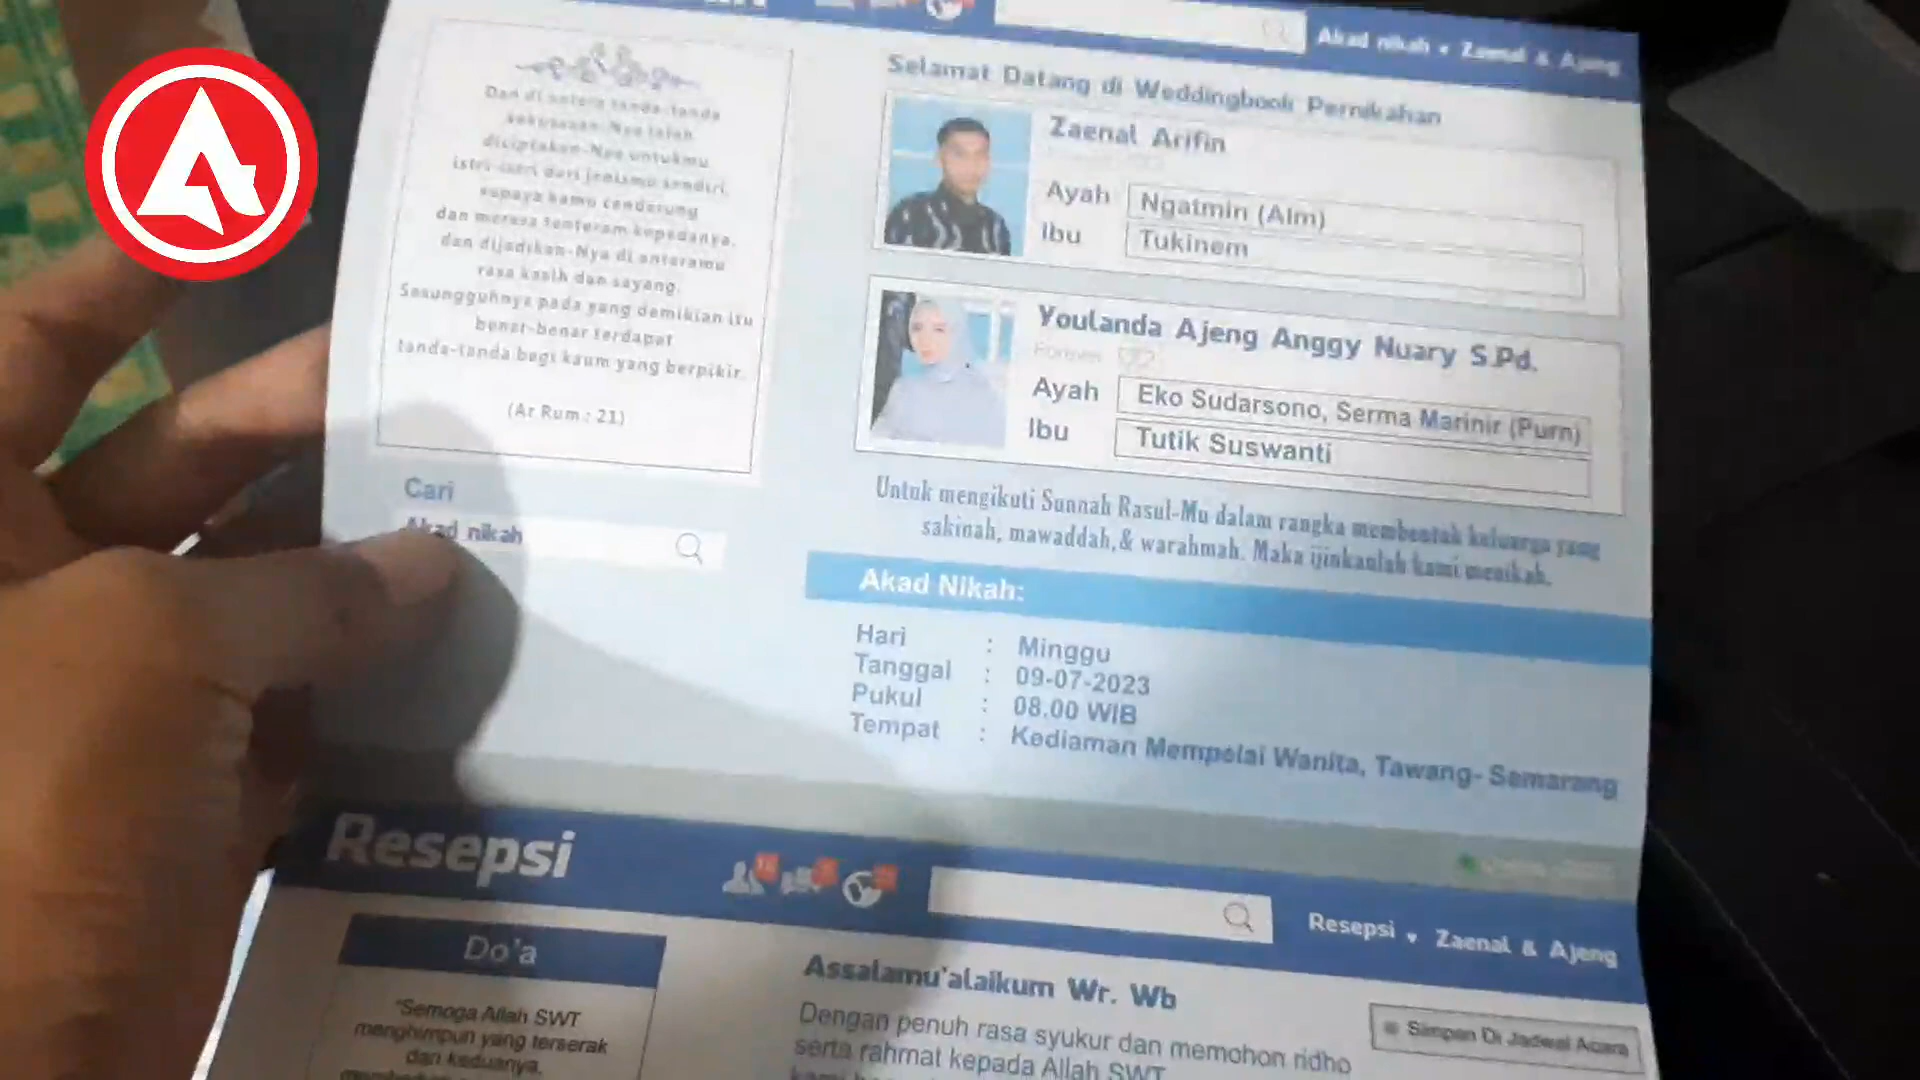 Akad nikah Zaenal & Ajeng
Dan di antara tanda-tanda
kekuasaan-Nya ialah
diciptakan-Nya untukmu
istri-istri dari jenismu sendiri,
supaya kamu cenderung
dan merasa tenteram kepadanya,
dan dijadikan-Nya di antaramu
rasa kasih dan sayang.
Sesungguhnya pada yang demikian itu
benar-benar terdapat
tanda-tanda bagi kaum yang berpikir.
(Ar Rum : 21)
Cari
Akad nikah
Selamat Datang di Weddingbook Pernikahan
Zaenal Arifin
Ayah Ngatmin (Alm)
Ibu Tukinem
Youlanda Ajeng Anggy Nuary S.Pd.
Ayah Eko Sudarsono, Serma Marinir (Purn)
Ibu Tutik Suswanti
Untuk mengikuti Sunnah Rasul-Mu dalam rangka membentuk keluarga yang
sakinah, mawaddah,& warahmah. Maka ijinkanlah kami menikah.
Akad Nikah:
Hari : Minggu
Tanggal : 09-07-2023
Pukul : 08.00 WIB
Tempat : Kediaman Mempelai Wanita, Tawang- Semarang
Resepsi
Resepsi Zaenal & Ajeng
Do'a
"Semoga Allah SWT
menghimpun yang terserak
dari keduanya,
Assalamu'alaikum Wr. Wb
Simpan Di Jadwal Acara
Dengan penuh rasa syukur dan memohon ridho
serta rahmat kepada Allah SWT